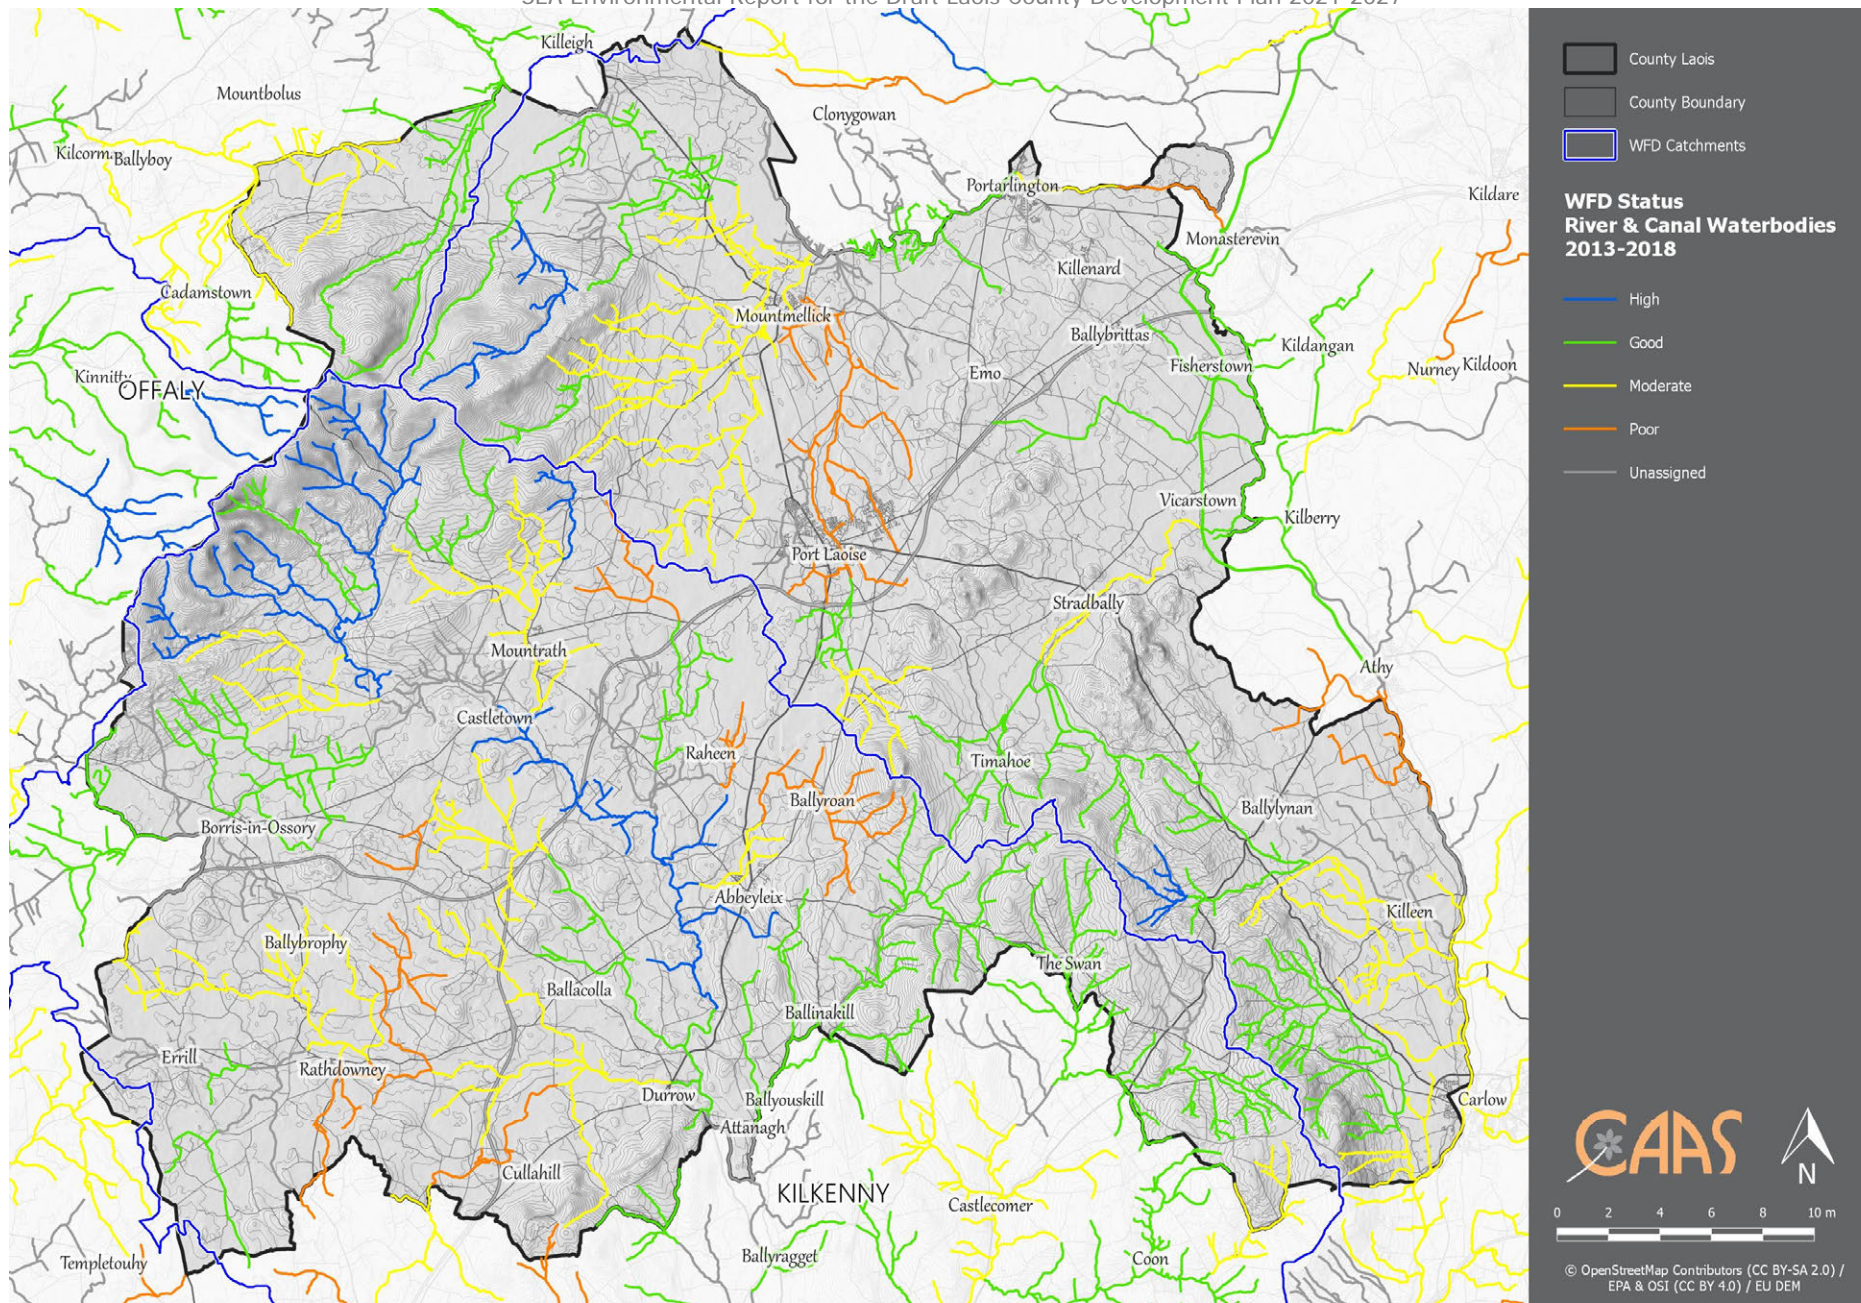 SEA Environmental Report for the Draft Laois County Development Plan 2021-2027
Killeigh
Mountbolus
Clonygowan
Kilcorm.
Ballyboy
Portarlington
Kildare
Monasterevin
Killenard
Cadamstown
Mountmellick
Ballybrittas
Kildangan
Fisherstown
Nurney
Kildoon
Emo
Kinnitty
OFFALY
Vicarstown
Kilberry
Port Laoise
Stradbally
Mountrath
Athy
Castletown
Raheen
Timahoe
Ballyroan
Ballylynan
Borris-in-Ossory
Abbeyleix
Killeen
Ballybrophy
The Swan
Ballacolla
Ballinakill
Errill
Rathdowney
Durrow
Ballyouskill
Carlow
Attanagh
Cullahill
KILKENNY
Castlecomer
Templetouhy
Ballyragget
Coon
County Laois
County Boundary
WFD Catchments
WFD Status
River & Canal Waterbodies
2013-2018
High
Good
Moderate
Poor
Unassigned
CAAS
N
0 2 4 6 8 10 m
© OpenStreetMap Contributors (CC BY-SA 2.0) /
EPA & OSI (CC BY 4.0) / EU DEM